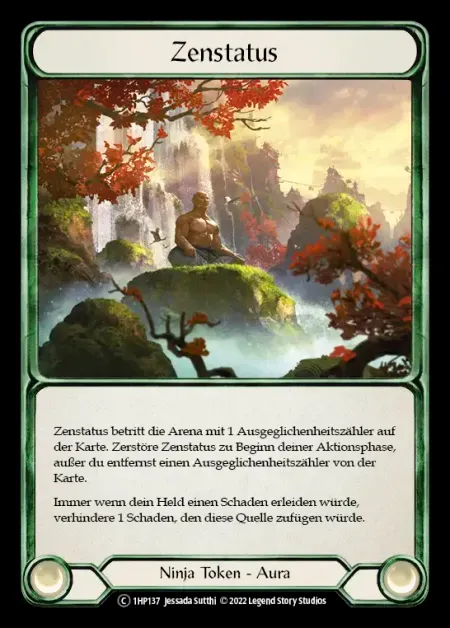 Zenstatus
Zenstatus betritt die Arena mit 1 Ausgeglichenheitszähler auf
der Karte. Zerstöre Zenstatus zu Beginn deiner Aktionsphase,
außer du entfernst einen Ausgeglichenheitszähler von der
Karte.
Immer wenn dein Held einen Schaden erleiden würde,
verhindere 1 Schaden, den diese Quelle zufügen würde.
Ninja Token - Aura
C 1HP137 Jessada Sutthi © 2022 Legend Story Studios